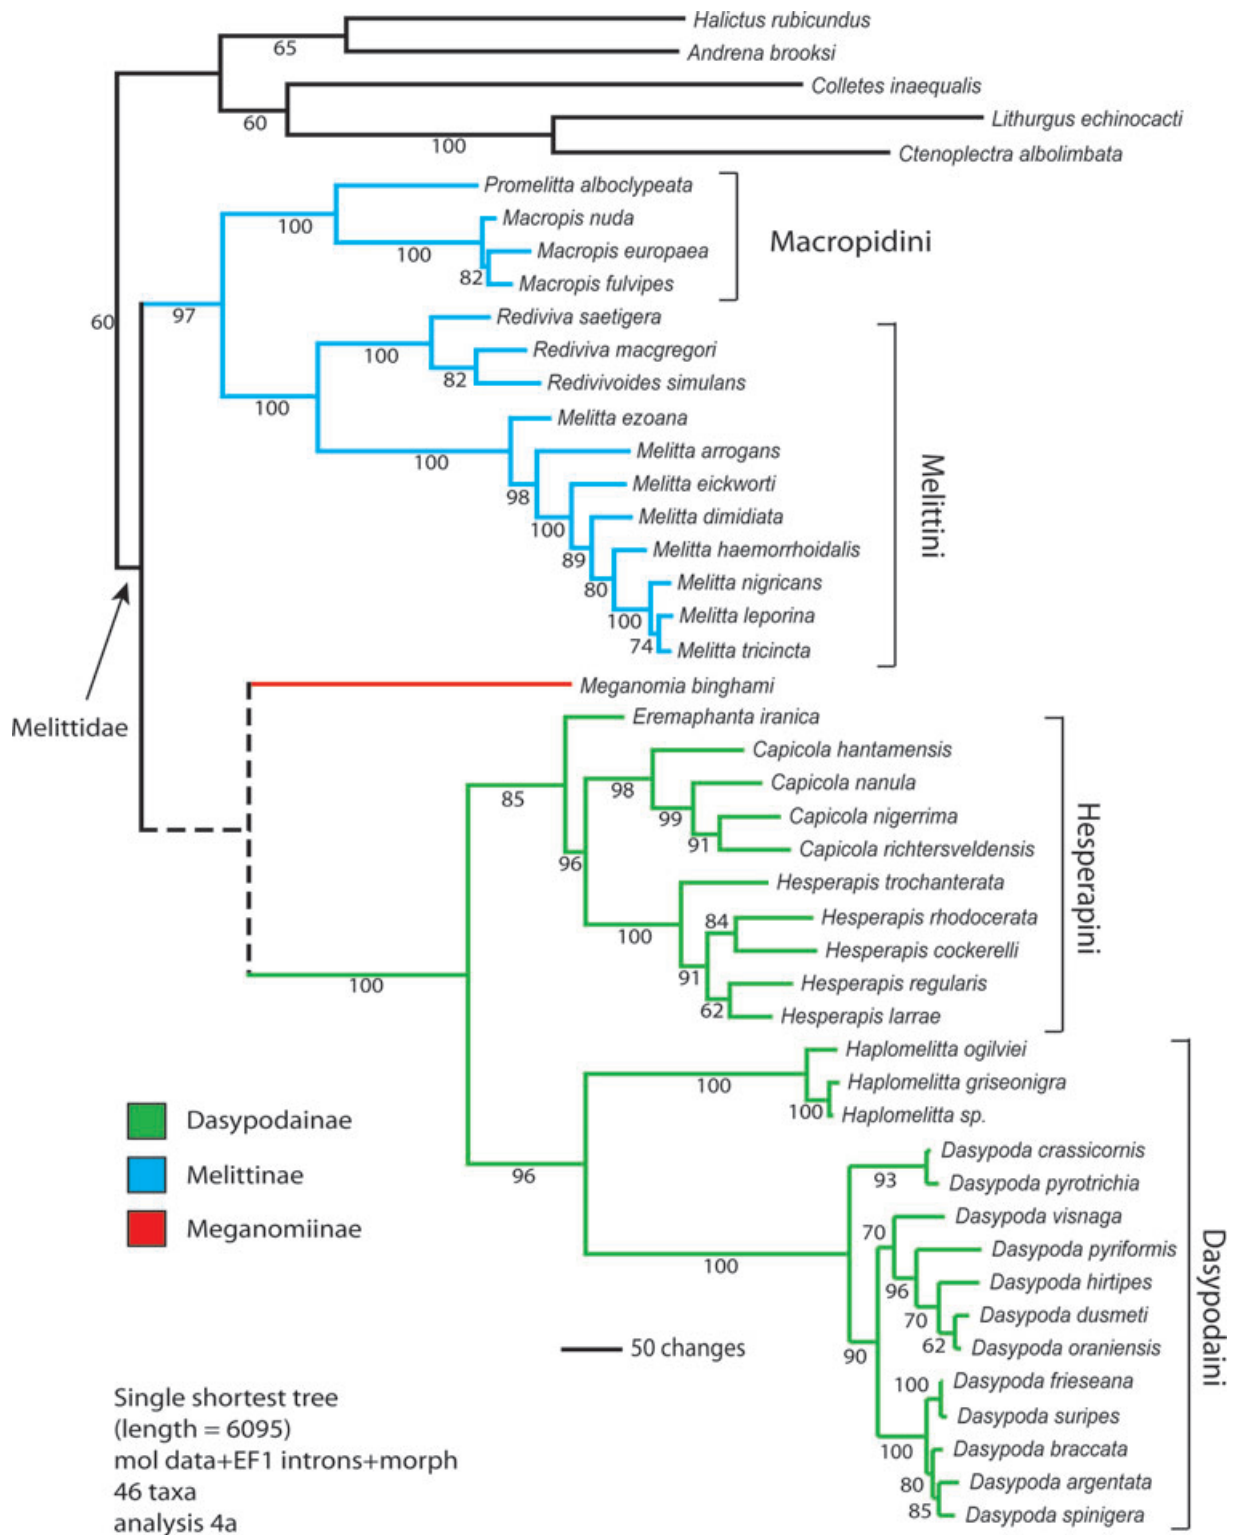 Halictus rubicundus
65
Andrena brooksi
Colletes inaequalis
60
Lithurgus echinocacti
100
Ctenoplectra albolimbata
Promelitta alboclypeata
100
Macropis nuda
Macropidini
100
Macropis europaea
82
Macropis fulvipes
60
97
Rediviva saetigera
100
Rediviva macgregori
82
Redivivoides simulans
100
Melitta ezoana
100
Melitta arrogans
98
Melitta eickworti
Melittini
100
Melitta dimidiata
89
Melitta haemorrhoidalis
80
Melitta nigricans
100
Melitta leporina
74
Melitta tricincta
Melittidae
Meganomia binghami
Eremaphanta iranica
85
Capicola hantamensis
98
Capicola nanula
99
Capicola nigerrima
91
Capicola richtersveldensis
96
Hesperapini
Hesperapis trochanterata
100
84
Hesperapis rhodocerata
Hesperapis cockerelli
91
Hesperapis regularis
62
Hesperapis larrae
100
Haplomelitta ogilviei
100
Haplomelitta griseonigra
100
Haplomelitta sp.
Dasypodainae
Melittinae
Meganomiinae
96
Dasypoda crassicornis
93
Dasypoda pyrotrichia
Dasypoda visnaga
70
Dasypoda pyriformis
100
96
Dasypoda hirtipes
70
Dasypoda dusmeti
62
Dasypoda oraniensis
Dasypodaini
90
50 changes
100
Dasypoda frieseana
Dasypoda suripes
100
Dasypoda braccata
80
Dasypoda argentata
85
Dasypoda spinigera
Single shortest tree
(length = 6095)
mol data+EF1 introns+morph
46 taxa
analysis 4a